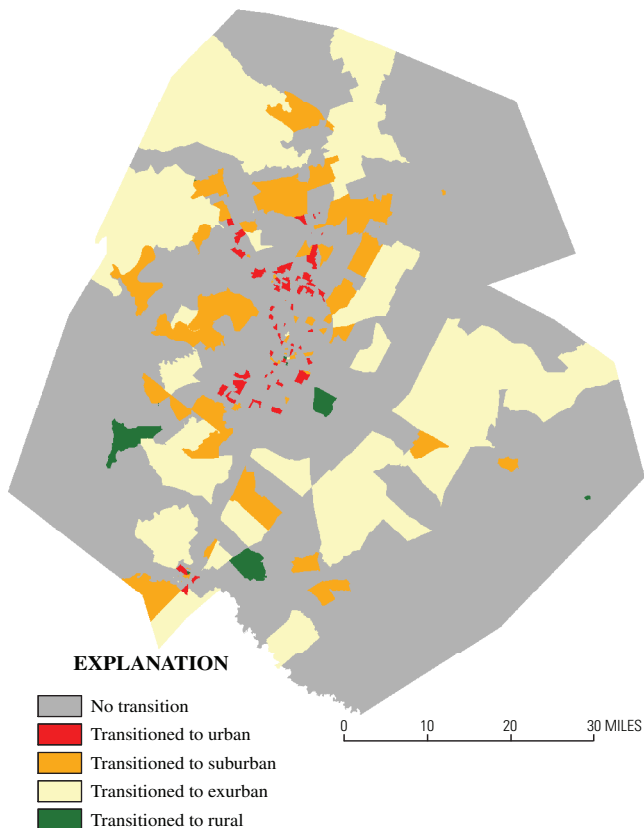 EXPLANATION
No transition
Transitioned to urban
Transitioned to suburban
Transitioned to exurban
Transitioned to rural
0 10 20 30 MILES